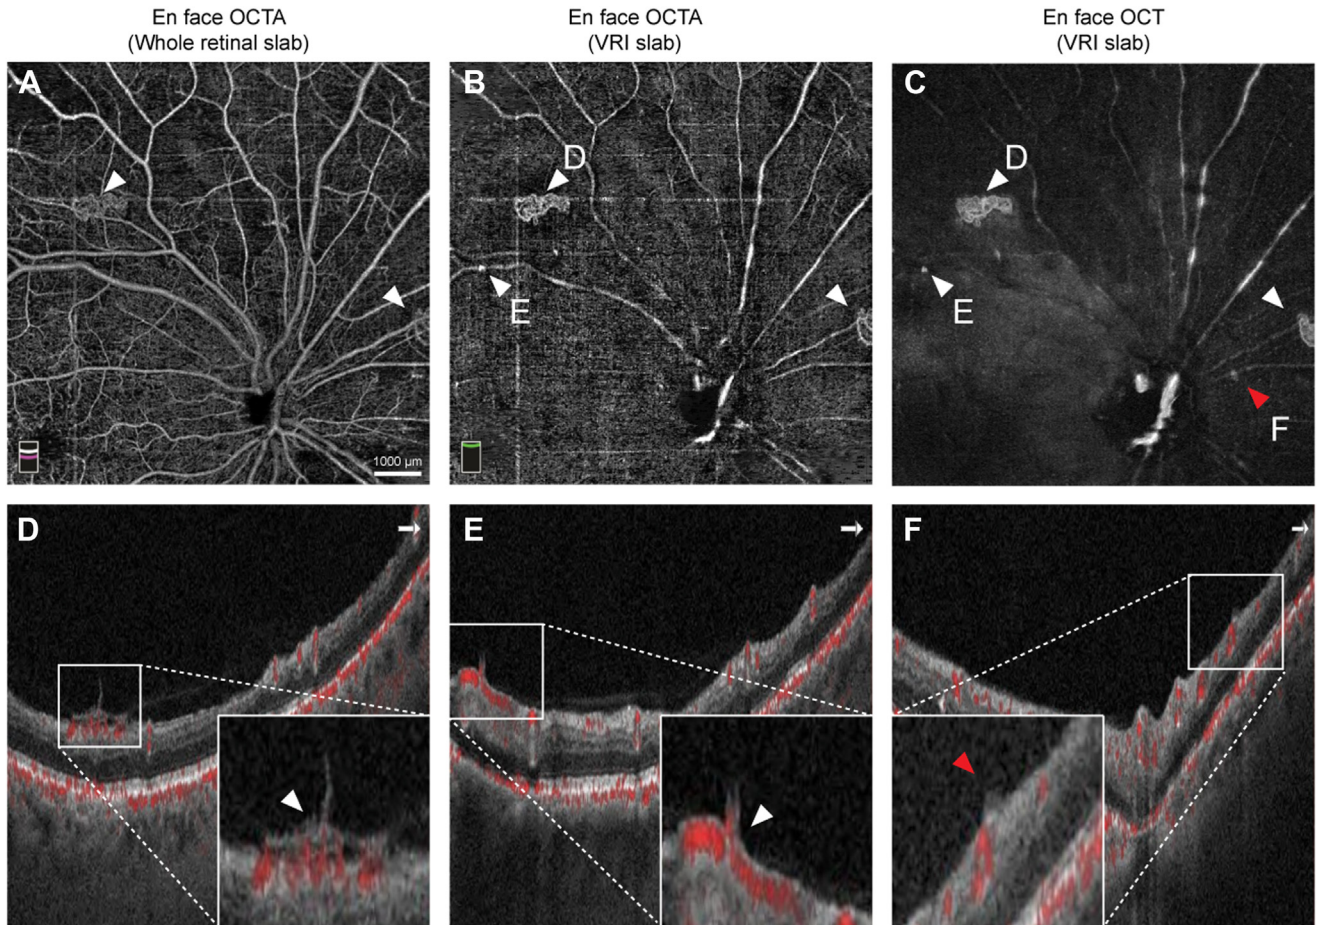 En face OCTA
(Whole retinal slab)
En face OCTA
(VRI slab)
En face OCT
(VRI slab)
A
B
C
D
D
E
E
F
1000 µm
D
E
F